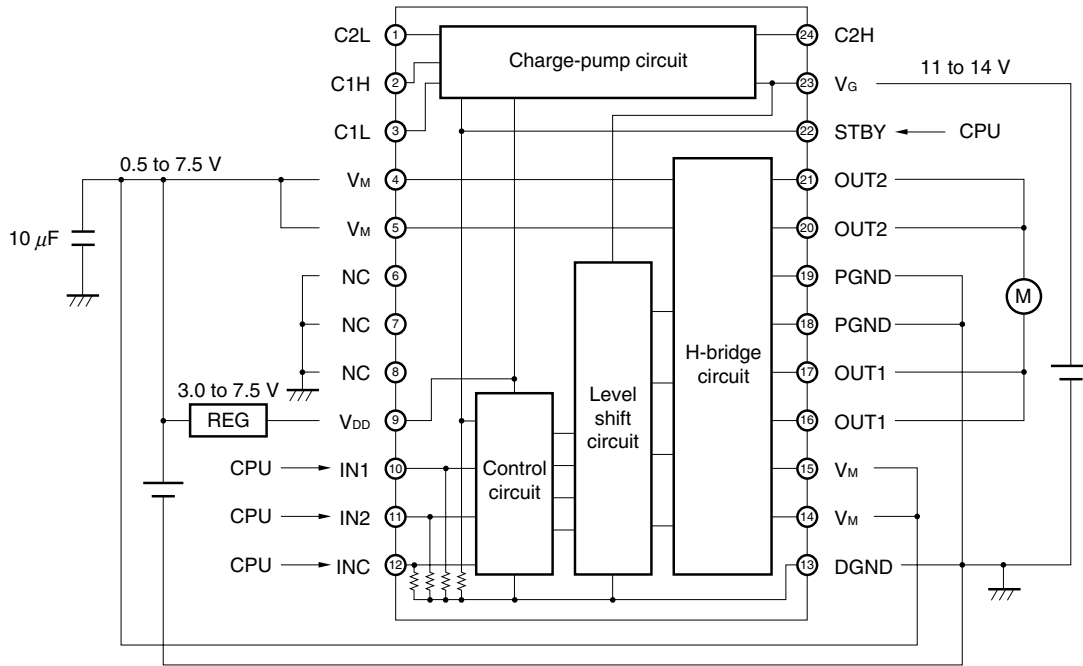 C2L 1 24 C2H
Charge-pump circuit
C1H 2 23 VG 11 to 14 V
C1L 3 22 STBY CPU
0.5 to 7.5 V
VM 4 21 OUT2
10 μF VM 5 20 OUT2
NC 6 19 PGND
M
NC 7 18 PGND
H-bridge
circuit
NC 8 17 OUT1
3.0 to 7.5 V
Level
shift
circuit
REG VDD 9 16 OUT1
CPU IN1 10 15 VM
Control
circuit
CPU IN2 11 14 VM
CPU INC 12 13 DGND